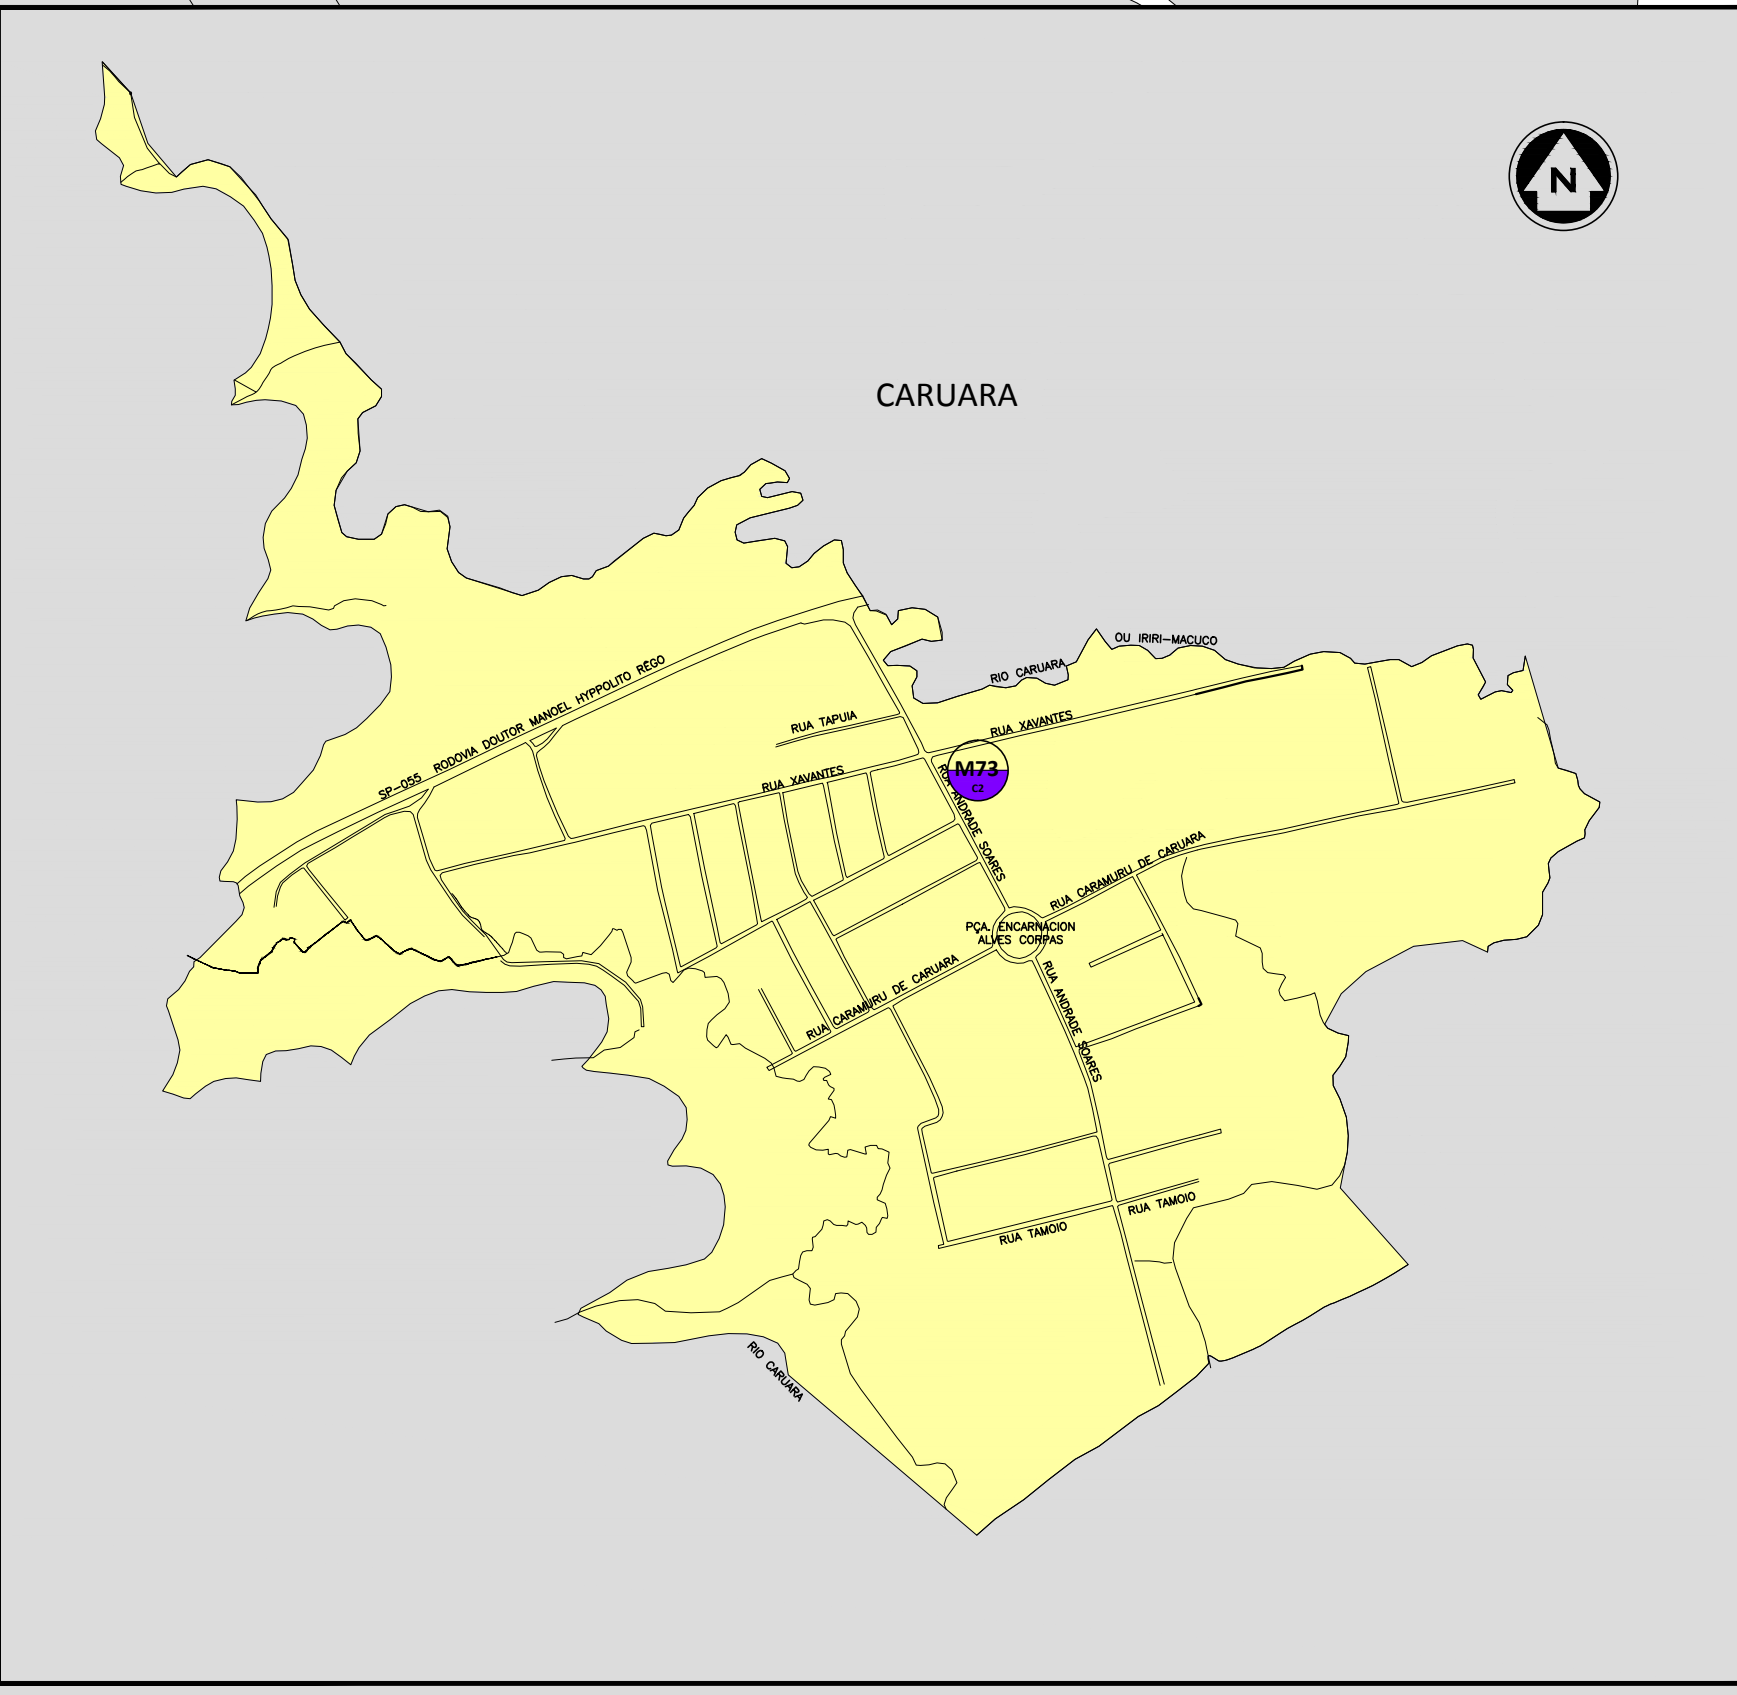 N
CARUARA
OU IRIRI-MACUCO
RIO CARUARA
SP-055 RODOVIA DOUTOR MANOEL HYPPOLITO RÊGO
RUA TAPUIA
RUA XAVANTES
RUA XAVANTES
M73
C2
RUA ANDRADE SOARES
RUA CARAMURU DE CARUARA
PÇA. ENCARNACION
ALVES CORPAS
RUA CARAMURU DE CARUARA
RUA ANDRADE SOARES
RUA TAMOIO
RUA TAMOIO
RIO CARUARA